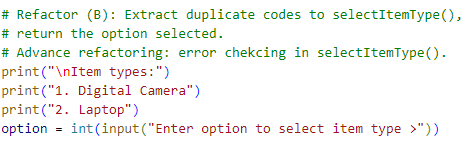 # Refactor (B): Extract duplicate codes to selectItemType(),
# return the option selected.
# Advance refactoring: error chekcing in selectItemType().
print("\nItem types:")
print("1. Digital Camera")
print("2. Laptop")
option = int(input("Enter option to select item type >"))